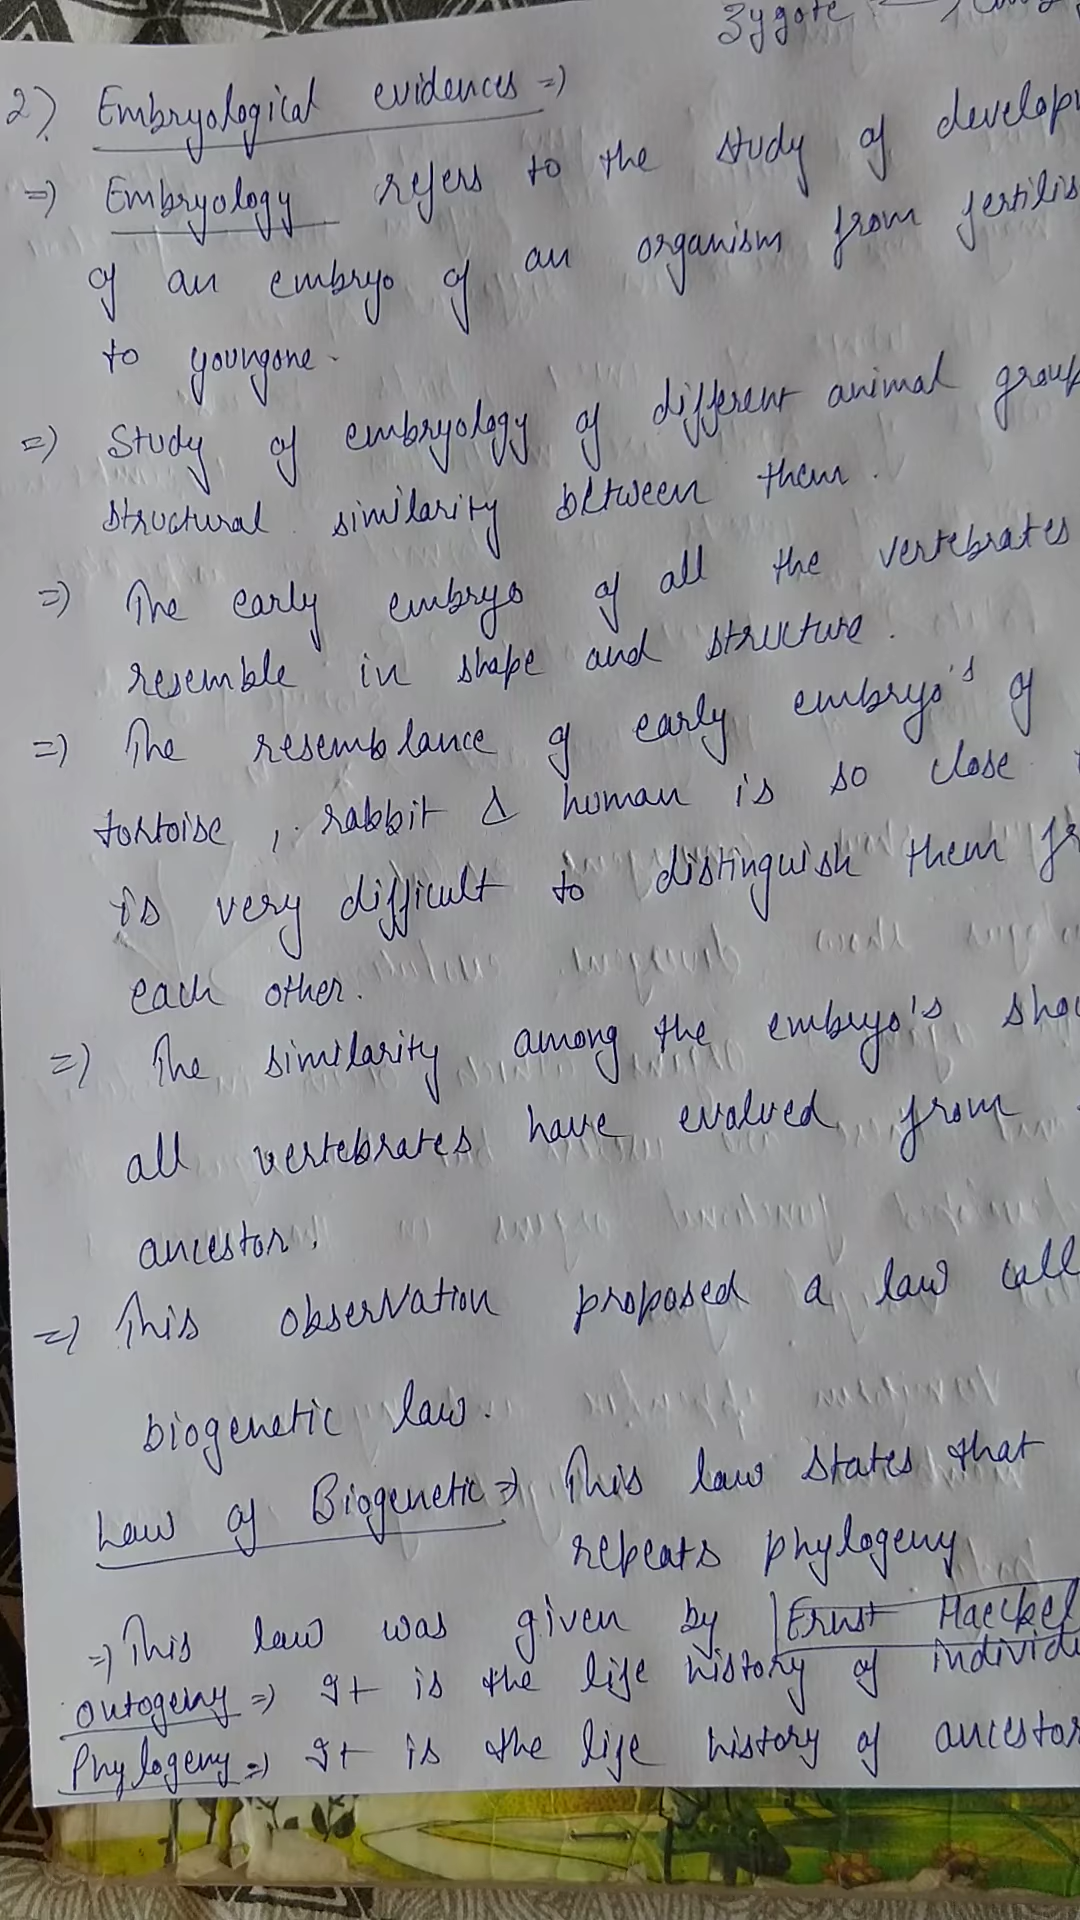 Zygote →
2) Embryological evidences =)
=) Embryology refers to the study of develop
of an embryo of an organism from fertilis
to youngone.
=) Study of embryology of different animal group
structural similarity between them.
=) The early embryo of all the vertebrates
resemble in shape and structure.
=) The resemblance of early embryo's of
tortoise, rabbit & human is so close
is very difficult to distinguish them fr
each other.
=) The similarity among the embryo's sho
all vertebrates have evolved from
ancestor.
=) This observation proposed a law call
biogenetic law.
Law of Biogenetic => This law states that
repeats phylogeny
=) This law was given by Ernst Haeckel
ontogeny => It is the life history of individu
Phylogeny =) It is the life history of ancestor